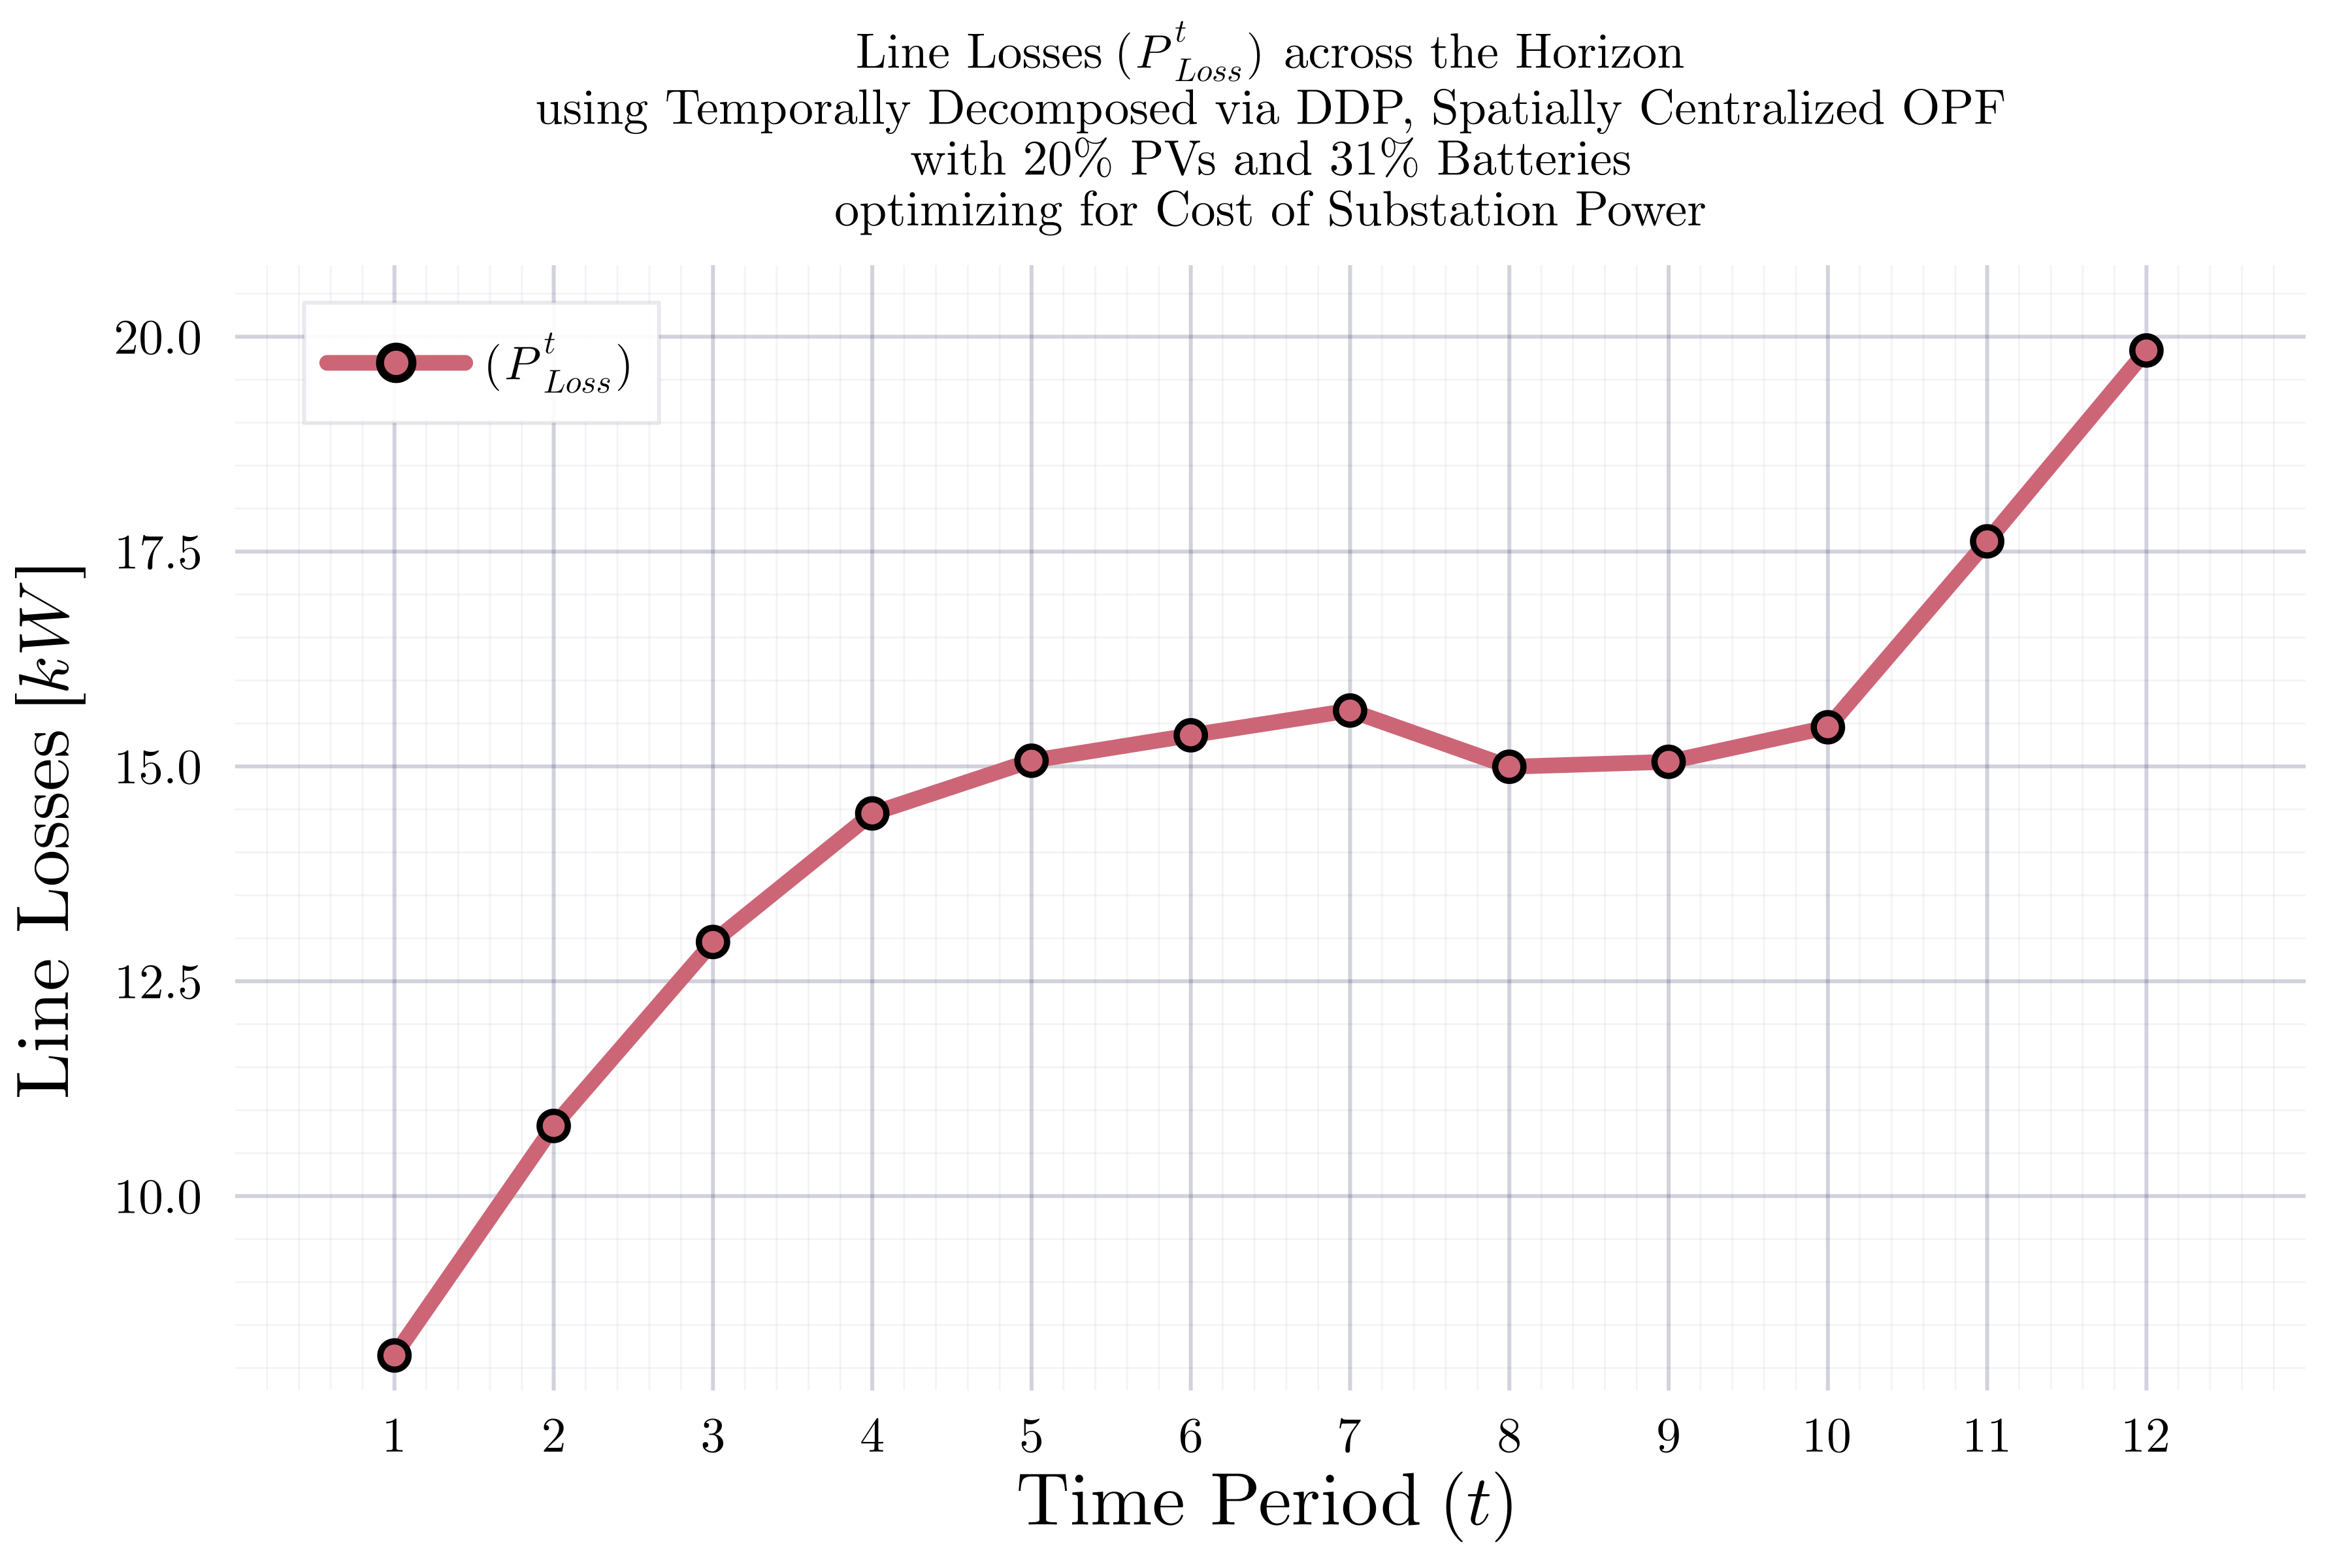 Line Losses (P^t_Loss) across the Horizon
using Temporally Decomposed via DDP, Spatially Centralized OPF
with 20% PVs and 31% Batteries
optimizing for Cost of Substation Power
(P^t_Loss)
Line Losses [kW]
20.0
17.5
15.0
12.5
10.0
1 2 3 4 5 6 7 8 9 10 11 12
Time Period (t)